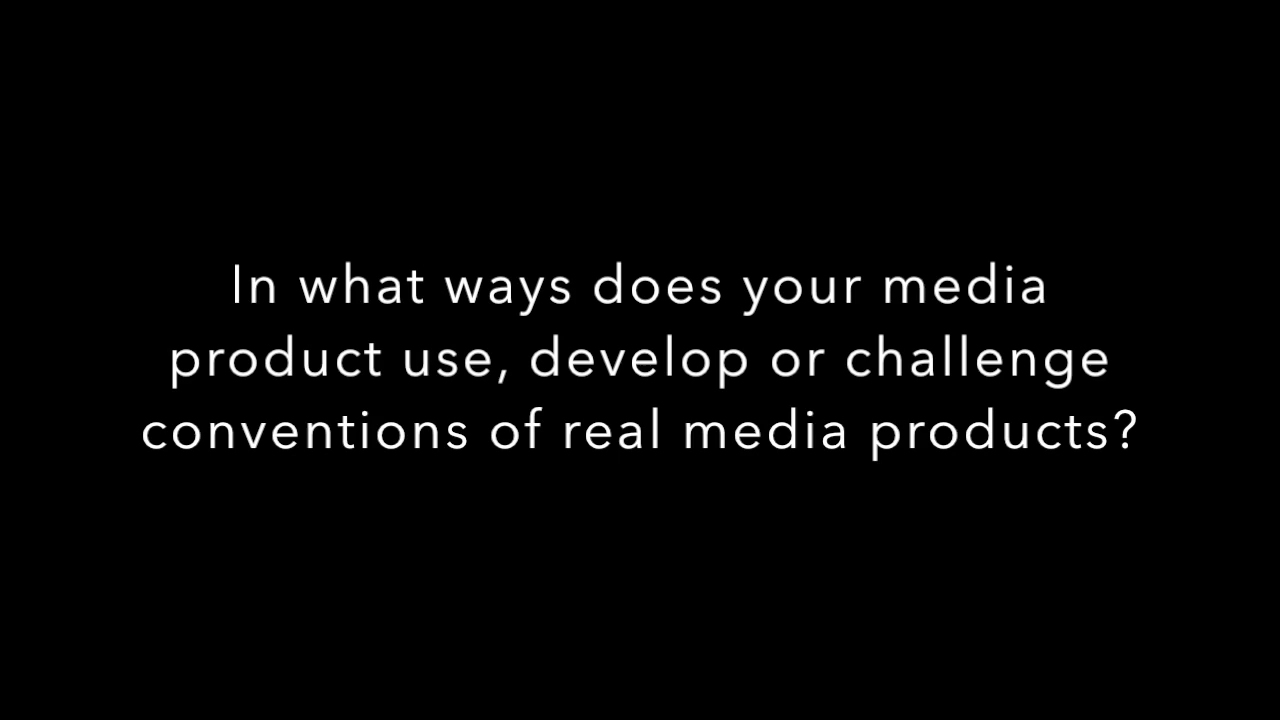 In what ways does your media
product use, develop or challenge
conventions of real media products?